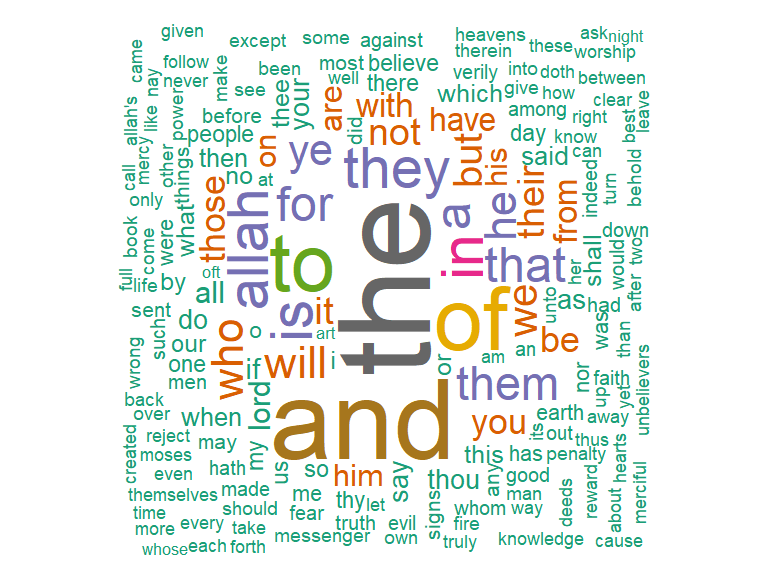 given
came
follow
never
nay
make
except
some
against
heavens
therein
these
ask
night
worship
been
most
believe
verily
into
doth
between
see
well
there
thee
your
are
with
which
give
how
clear
allah's
like
power
before
people
did
not
have
among
right
best
leave
call
mercy
other
things
then
on
ye
they
but
his
said
day
know
can
indeed
turn
behold
only
no
at
those
allah
for
a
he
their
from
what
were
book
come
full
life
by
all
oft
to
the
in
that
her
shall
down
would
two
after
sent
such
do
our
o
is
it
art
of
we
unto
as
had
was
than
wrong
one
men
who
if
will
i
or
am
an
be
them
nor
faith
up
yet
unbelievers
back
over
when
lord
and
you
earth
away
its
out
thus
created
reject
moses
may
my
even
hath
us
so
him
say
this
has
penalty
hearts
merciful
themselves
made
me
thy
let
thou
any
good
man
time
should
fear
truth
evil
signs
whom
way
deeds
reward
about
more
every
take
messenger
own
fire
truly
knowledge
cause
whose
each
forth